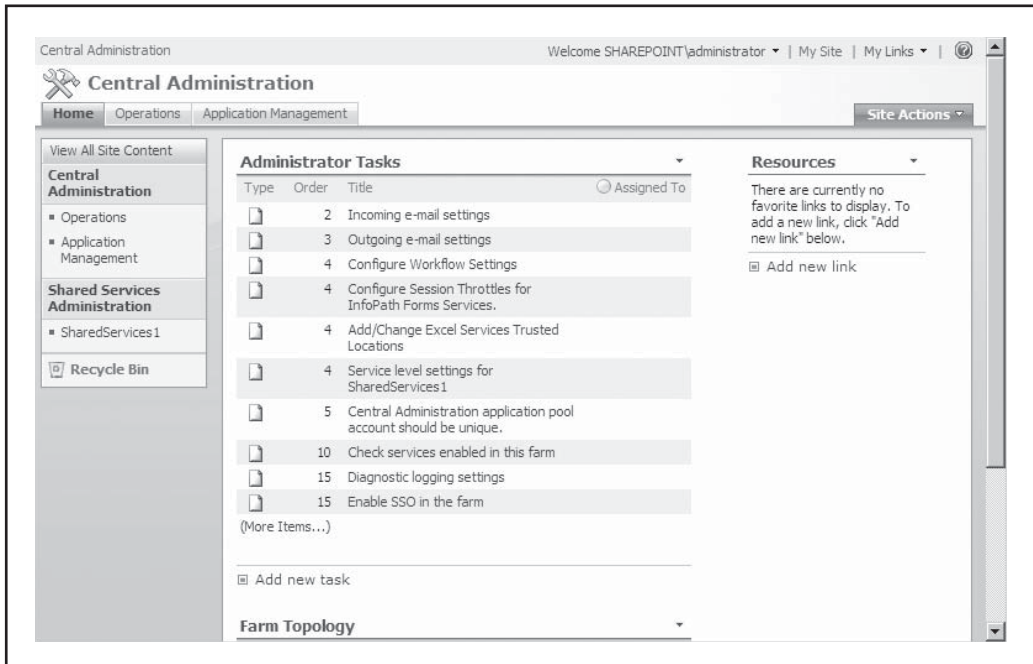 Central Administration
Welcome SHAREPOINT\administrator | My Site | My Links |
Central Administration
Home Operations Application Management
Site Actions
View All Site Content
Central
Administration
Operations
Application
Management
Shared Services
Administration
SharedServices1
Recycle Bin
Administrator Tasks
Type Order Title Assigned To
2 Incoming e-mail settings
3 Outgoing e-mail settings
4 Configure Workflow Settings
4 Configure Session Throttles for
InfoPath Forms Services.
4 Add/Change Excel Services Trusted
Locations
4 Service level settings for
SharedServices1
5 Central Administration application pool
account should be unique.
10 Check services enabled in this farm
15 Diagnostic logging settings
15 Enable SSO in the farm
(More Items...)
Add new task
Farm Topology
Resources
There are currently no
favorite links to display. To
add a new link, click "Add
new link" below.
Add new link